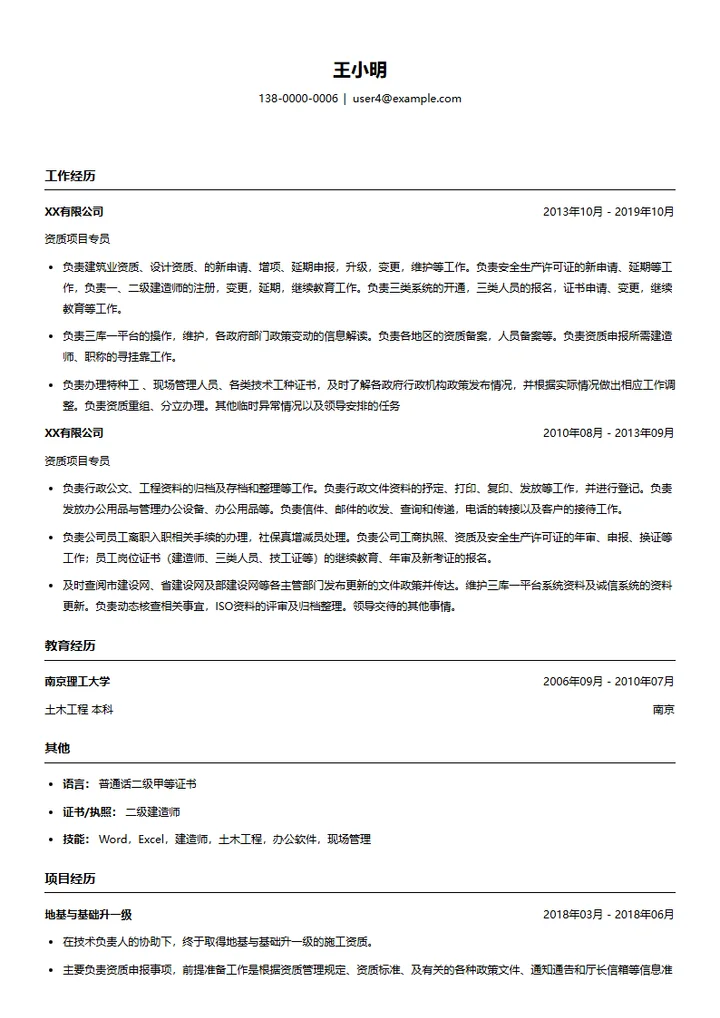 王小明
138-0000-0006 | user4@example.com
工作经历
XX有限公司 2013年10月 - 2019年10月
资质项目专员
• 负责建筑业资质、设计资质、的新申请、增项、延期申报，升级，变更，维护等工作。负责安全生产许可证的新申请、延期等工
作，负责一、二级建造师的注册，变更，延期，继续教育工作。负责三类系统的开通，三类人员的报名，证书申请、变更，继续
教育等工作。
• 负责三库一平台的操作，维护，各政府部门政策变动的信息解读。负责各地区的资质备案，人员备案等。负责资质申报所需建造
师、职称的寻挂靠工作。
• 负责办理特种工 、现场管理人员、各类技术工种证书，及时了解各政府行政机构政策发布情况，并根据实际情况做出相应工作调
整。负责资质重组、分立办理。其他临时异常情况以及领导安排的任务
XX有限公司 2010年08月 - 2013年09月
资质项目专员
• 负责行政公文、工程资料的归档及存档和整理等工作。负责行政文件资料的抒定、打印、复印、发放等工作，并进行登记。负责
发放办公用品与管理办公设备、办公用品等。负责信件、邮件的收发、查询和传递，电话的转接以及客户的接待工作。
• 负责公司员工离职入职相关手续的办理，社保真增减员处理。负责公司工商执照、资质及安全生产许可证的年审、申报、换证等
工作；员工岗位证书（建造师、三类人员、技工证等）的继续教育、年审及新考证的报名。
• 及时查阅市建设网、省建设网及部建设网等各主管部门发布更新的文件政策并传达。维护三库一平台系统资料及诚信系统的资料
更新。负责动态核查相关事宜，ISO资料的评审及归档整理。领导交待的其他事情。
教育经历
南京理工大学 2006年09月 - 2010年07月
土木工程 本科 南京
其他
• 语言： 普通话二级甲等证书
• 证书/执照： 二级建造师
• 技能： Word，Excel，建造师，土木工程，办公软件，现场管理
项目经历
地基与基础升一级 2018年03月 - 2018年06月
• 在技术负责人的协助下，终于取得地基与基础升一级的施工资质。
• 主要负责资质申报事项，前提准备工作是根据资质管理规定、资质标准、及有关的各种政策文件、通知通告和厅长信箱等信息准